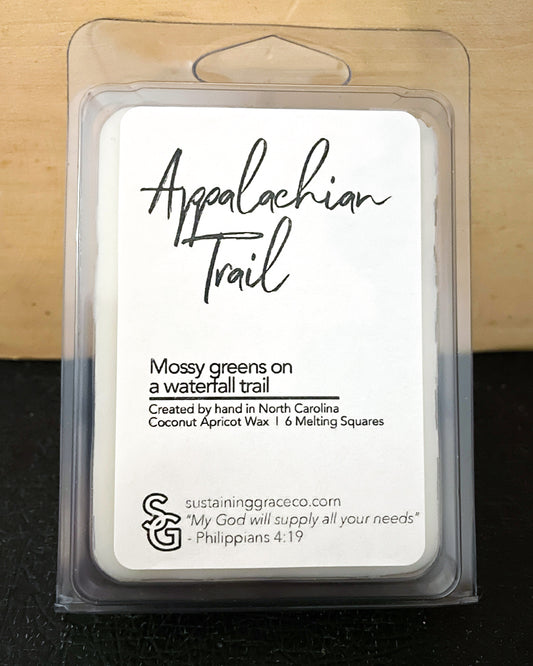 Appalachian
Trail
Mossy greens on
a waterfall trail
Created by hand in North Carolina
Coconut Apricot Wax | 6 Melting Squares
SG
sustaininggraceco.com
"My God will supply all your needs"
- Philippians 4:19